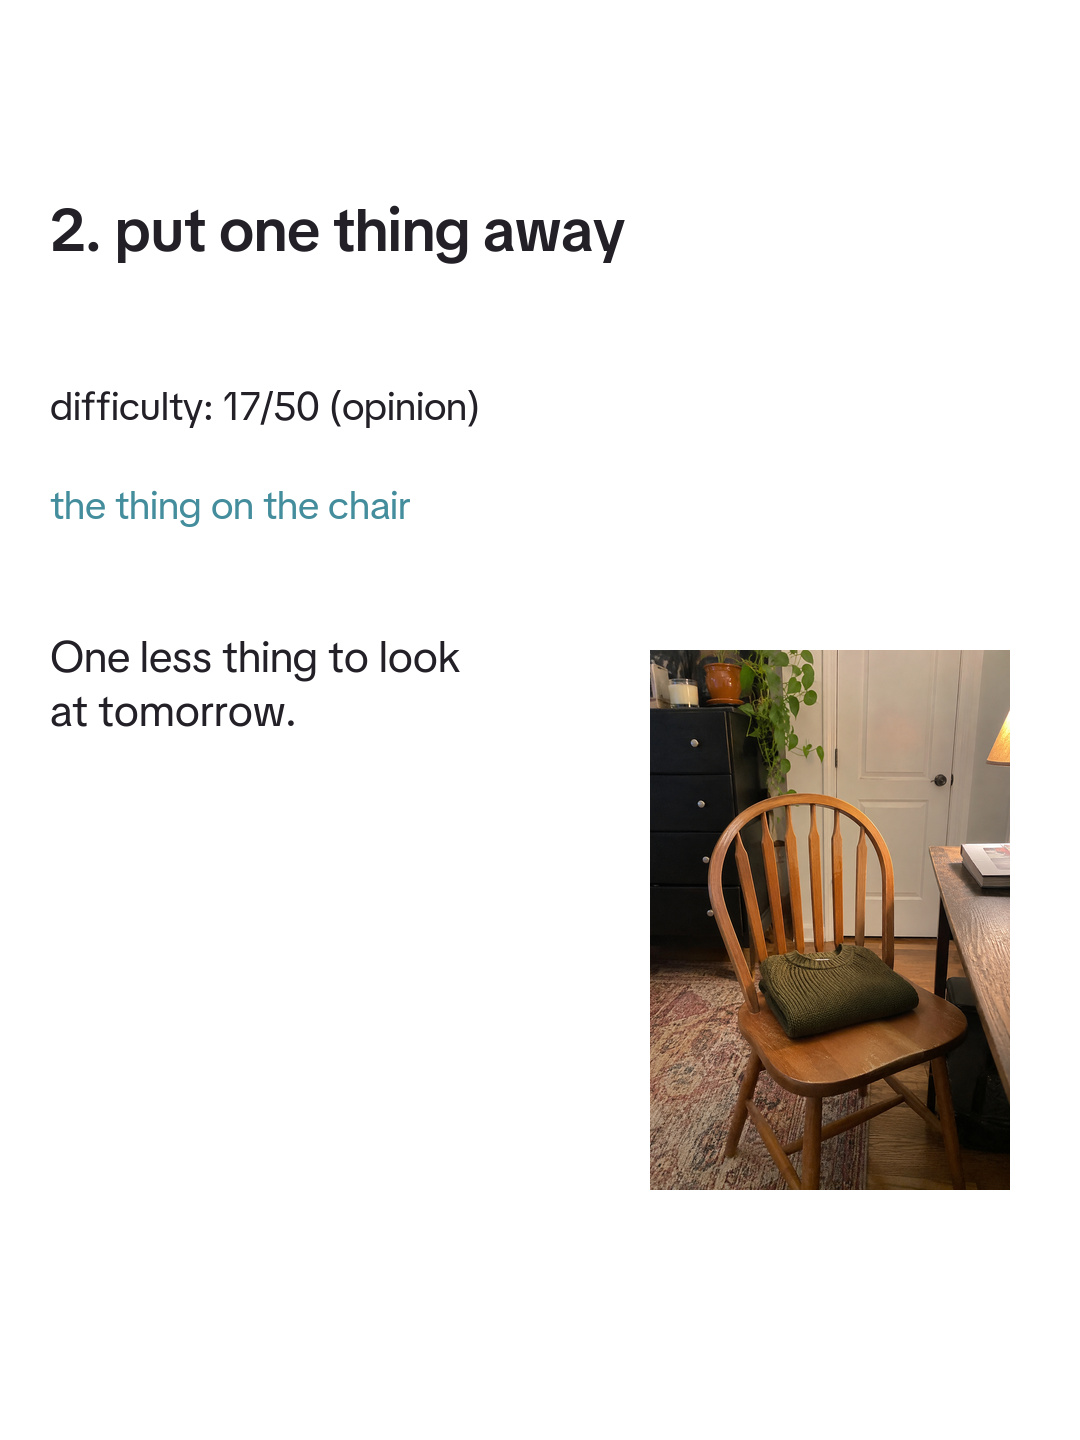 2. put one thing away
difficulty: 17/50 (opinion)
the thing on the chair
One less thing to look
at tomorrow.